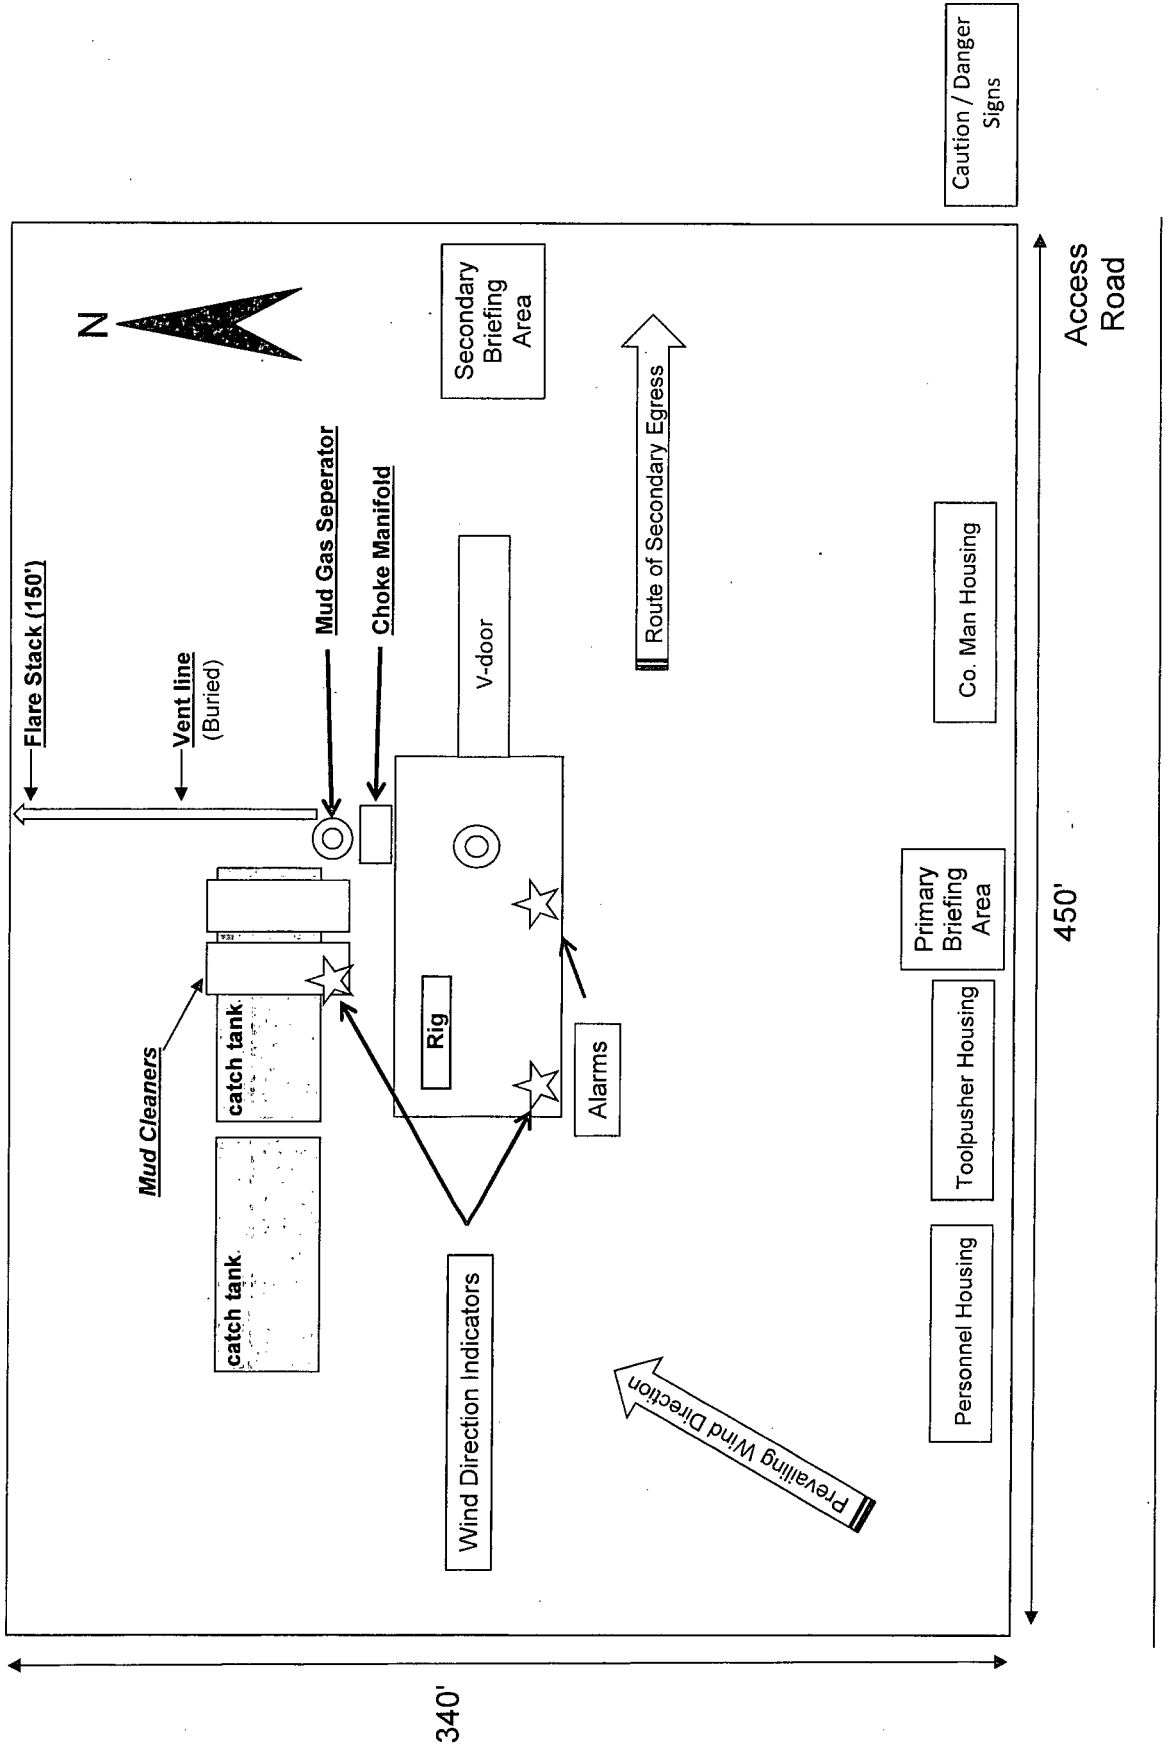 Flare Stack (150')
N
Vent line
(Buried)
Mud Gas Seperator
Choke Manifold
Mud Cleaners
catch tank
catch tank
Secondary
Briefing
Area
V-door
Rig
Wind Direction Indicators
Alarms
Route of Secondary Egress
Prevailing Wind Direction
Personnel Housing
Toolpusher Housing
Primary
Briefing
Area
Co. Man Housing
Caution / Danger
Signs
340'
450'
Access
Road